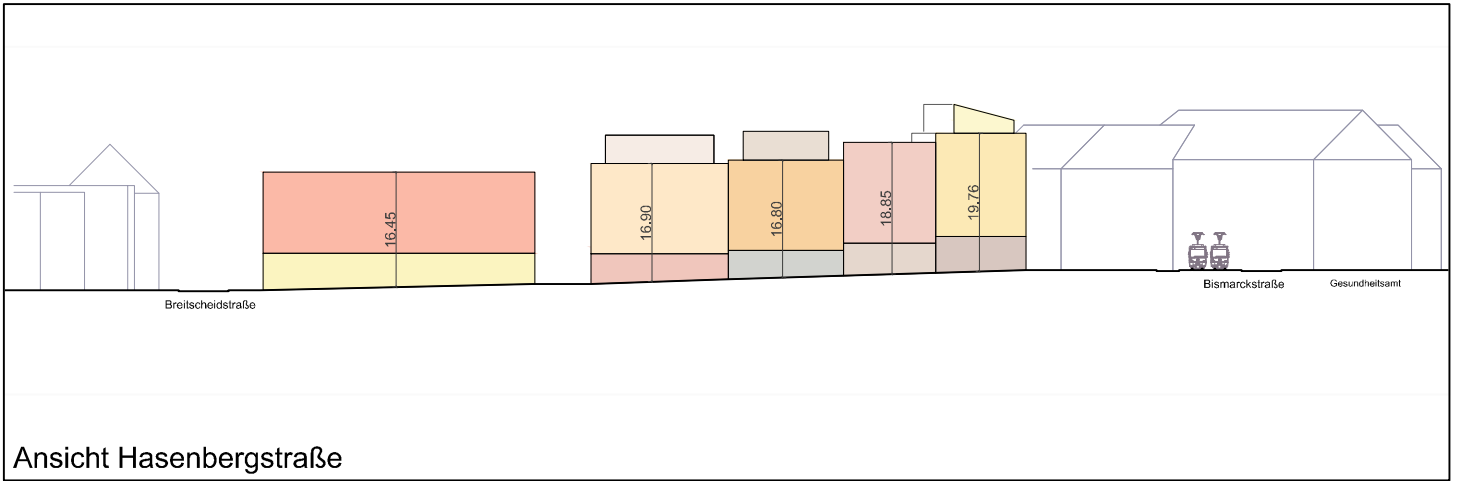 16.45
16.90
16.80
18.85
19.76
Breitscheidstraße
Bismarckstraße
Gesundheitsamt
Ansicht Hasenbergstraße